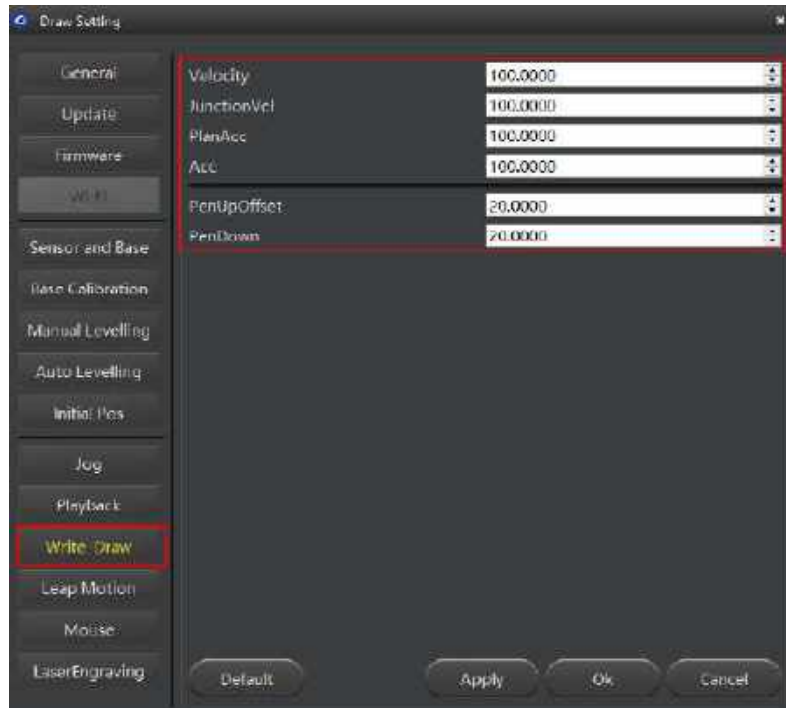 Draw Setting
General
Update
Firmware
Wi-Fi
Sensor and Base
Base Calibration
Manual Levelling
Auto Levelling
Initial Pos
Jog
Playback
Write Draw
Leap Motion
Mouse
LaserEngraving
Velocity 100.0000
JunctionVel 100.0000
PlanAcc 100.0000
Acc 100.0000
PenUpOffset 20.0000
PenDown 20.0000
Default Apply Ok Cancel